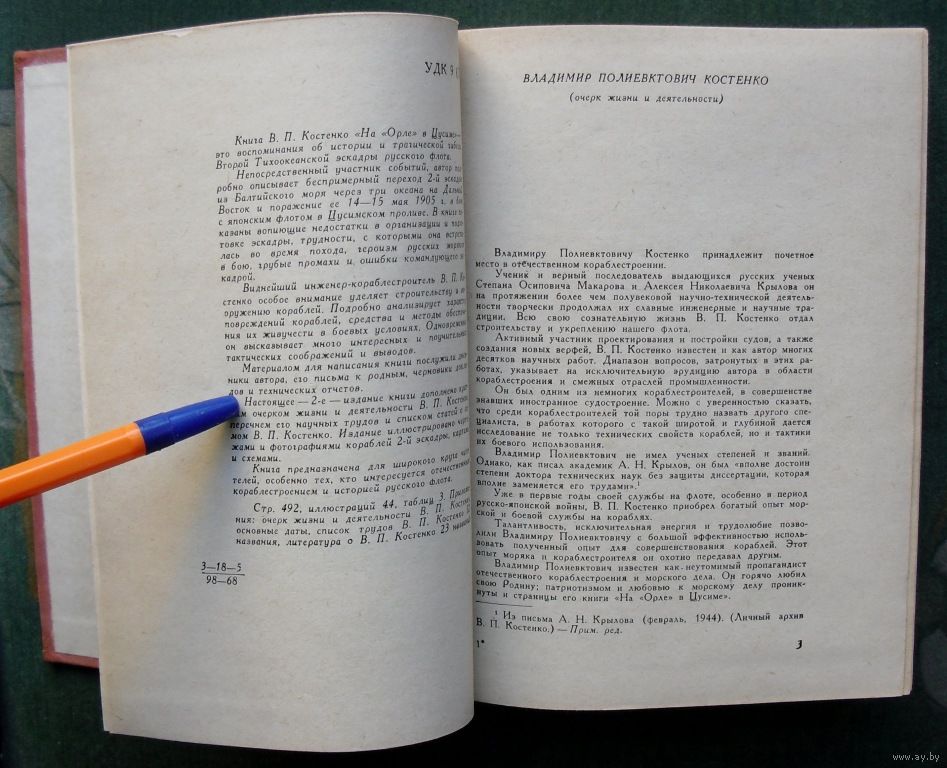 УДК 9
Книга В. П. Костенко «На «Орле» в Цусиме»—
это воспоминания об истории и трагической гибели
Второй Тихоокеанской эскадры русского флота.
Непосредственный участник событий, автор
робно описывает беспримерный переход 2-й эскадры
из Балтийского моря через три океана на
Восток и поражение ее 14—15 мая 1905 г. в
с японским флотом в Цусимском проливе. В книге
казаны вопиющие недостатки в организации и
товке эскадры, трудности, с которыми она
лась во время похода, героизм русских
в бою, грубые промахи и ошибки командующего
кадрой.
Виднейший инженер-кораблестроитель В. П.
стенко особое внимание уделяет строительству и
оружению кораблей. Подробно анализирует
повреждений кораблей, средства и методы
ния их живучести в боевых условиях. Одновременно
он высказывает много интересных и поучительных
тактических соображений и выводов.
Материалом для написания книги послужили
ники автора, его письма к родным, черновики
дов и технических отчетов.
Настоящее — 2-е — издание книги дополнено
очерком жизни и деятельности В. П. Костенко,
перечнем его научных трудов и списком статей о
мом В. П. Костенко. Издание иллюстрировано
жами и фотографиями кораблей 2-й эскадры,
и схемами.
Книга предназначена для широкого круга
телей, особенно тех, кто интересуется отечественным
кораблестроением и историей русского флота.
Стр. 492, иллюстраций 44, таблиц 3.
ния: очерк жизни и деятельности В. П. Костенко,
основные даты, список трудов В. П. Костенко
названия, литература о В. П. Костенко 23 названия.
3—18—5
98—68
ВЛАДИМИР ПОЛИЕВКТОВИЧ КОСТЕНКО
(очерк жизни и деятельности)
Владимиру Полиевктовичу Костенко принадлежит почетное
место в отечественном кораблестроении.
Ученик и верный последователь выдающихся русских ученых
Степана Осиповича Макарова и Алексея Николаевича Крылова он
на протяжении более чем полувековой научно-технической деятель-
ности творчески продолжал их славные инженерные и научные тра-
диции. Всю свою сознательную жизнь В. П. Костенко отдал
строительству и укреплению нашего флота.
Активный участник проектирования и постройки судов, а также
создания новых верфей, В. П. Костенко известен и как автор многих
десятков научных работ. Диапазон вопросов, затронутых в этих ра-
ботах, указывает на исключительную эрудицию автора в области
кораблестроения и смежных отраслей промышленности.
Он был одним из немногих кораблестроителей, в совершенстве
знавших иностранное судостроение. Можно с уверенностью сказать,
что среди кораблестроителей той поры трудно назвать другого спе-
циалиста, в работах которого с такой широтой и глубиной дается
исследование не только технических свойств кораблей, но и тактики
их боевого использования.
Владимир Полиевктович не имел ученых степеней и званий.
Однако, как писал академик А. Н. Крылов, он был «вполне достоин
степени доктора технических наук без защиты диссертации, которая
вполне заменяется его трудами».¹
Уже в первые годы своей службы на флоте, особенно в период
русско-японской войны, В. П. Костенко приобрел богатый опыт мор-
ской и боевой службы на кораблях.
Талантливость, исключительная энергия и трудолюбие позво-
лили Владимиру Полиевктовичу с большой эффективностью исполь-
зовать полученный опыт для совершенствования кораблей. Этот
опыт моряка и кораблестроителя он охотно передавал другим.
Владимир Полиевктович известен как неутомимый пропагандист
отечественного кораблестроения и морского дела. Он горячо любил
свою Родину; патриотизмом и любовью к морскому делу проник-
нуты и страницы его книги «На «Орле» в Цусиме».
¹ Из письма А. Н. Крылова (февраль, 1944). (Личный архив
В. П. Костенко.) — Прим. ред.
1*
3
www.ay.by